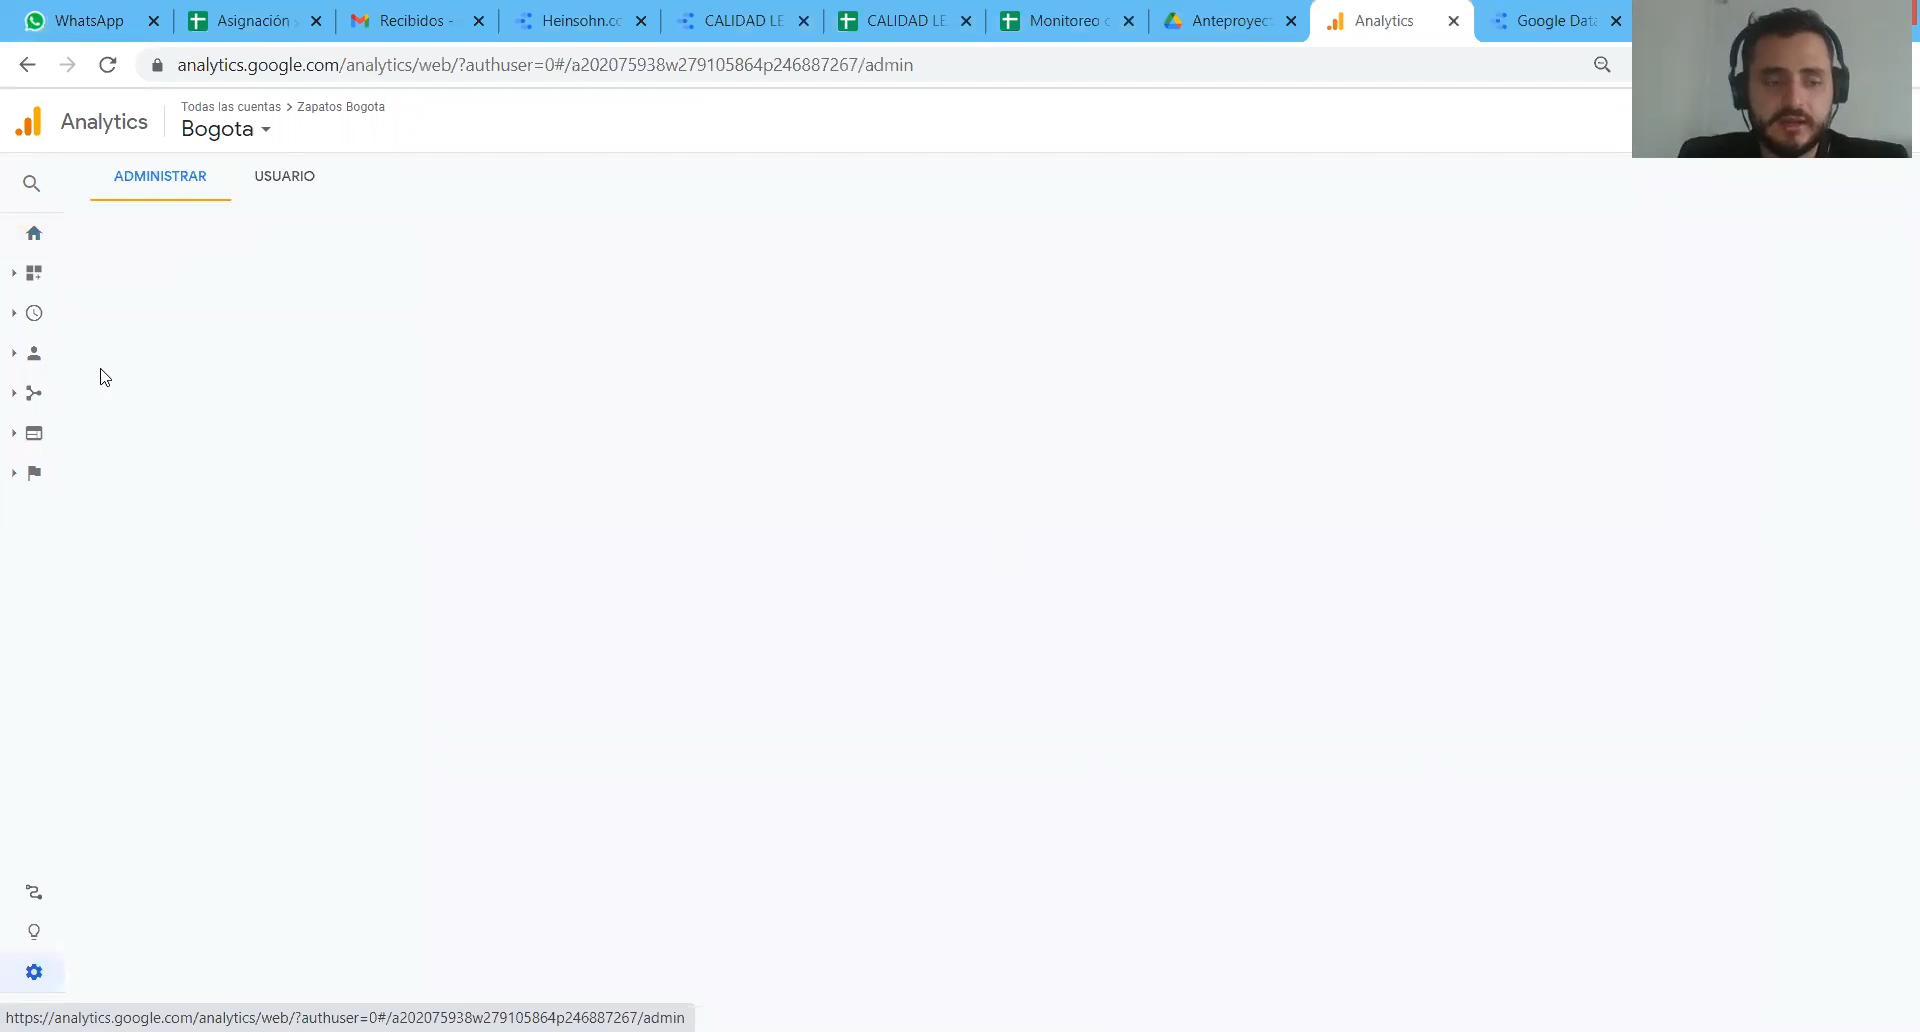 WhatsApp
Asignación
Recibidos -
Heinsohn.cc
CALIDAD LE
CALIDAD LE
Monitoreo
Anteproyec
Analytics
Google Data
analytics.google.com/analytics/web/?authuser=0#/a202075938w279105864p246887267/admin
Analytics
Todas las cuentas > Zapatos Bogota
Bogota
ADMINISTRAR
USUARIO
https://analytics.google.com/analytics/web/?authuser=0#/a202075938w279105864p246887267/admin